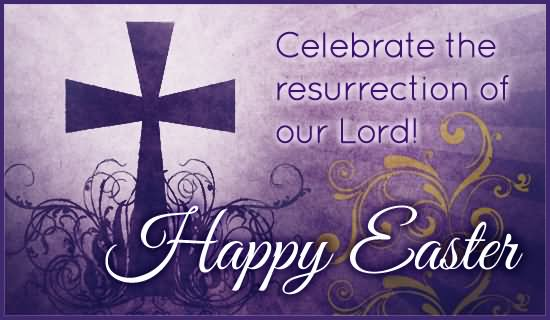 Celebrate the
resurrection of
our Lord!
Happy Easter